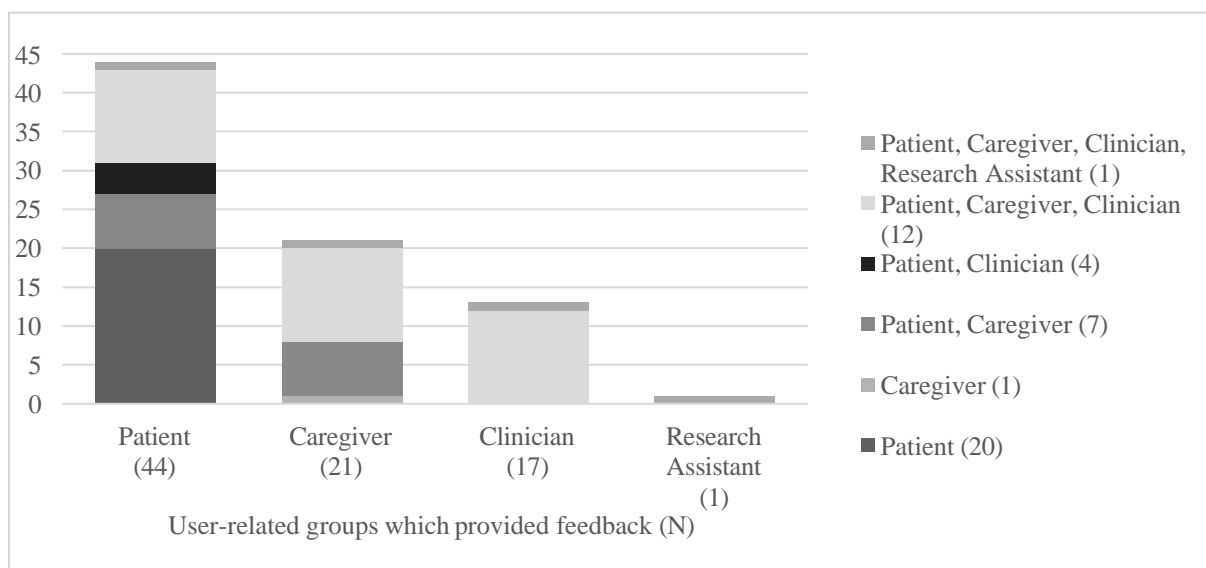 45
40
35
30
25
20
15
10
5
0
Patient
(44)
Caregiver
(21)
Clinician
(17)
Research
Assistant
(1)
User-related groups which provided feedback (N)
Patient, Caregiver, Clinician,
Research Assistant (1)
Patient, Caregiver, Clinician
(12)
Patient, Clinician (4)
Patient, Caregiver (7)
Caregiver (1)
Patient (20)